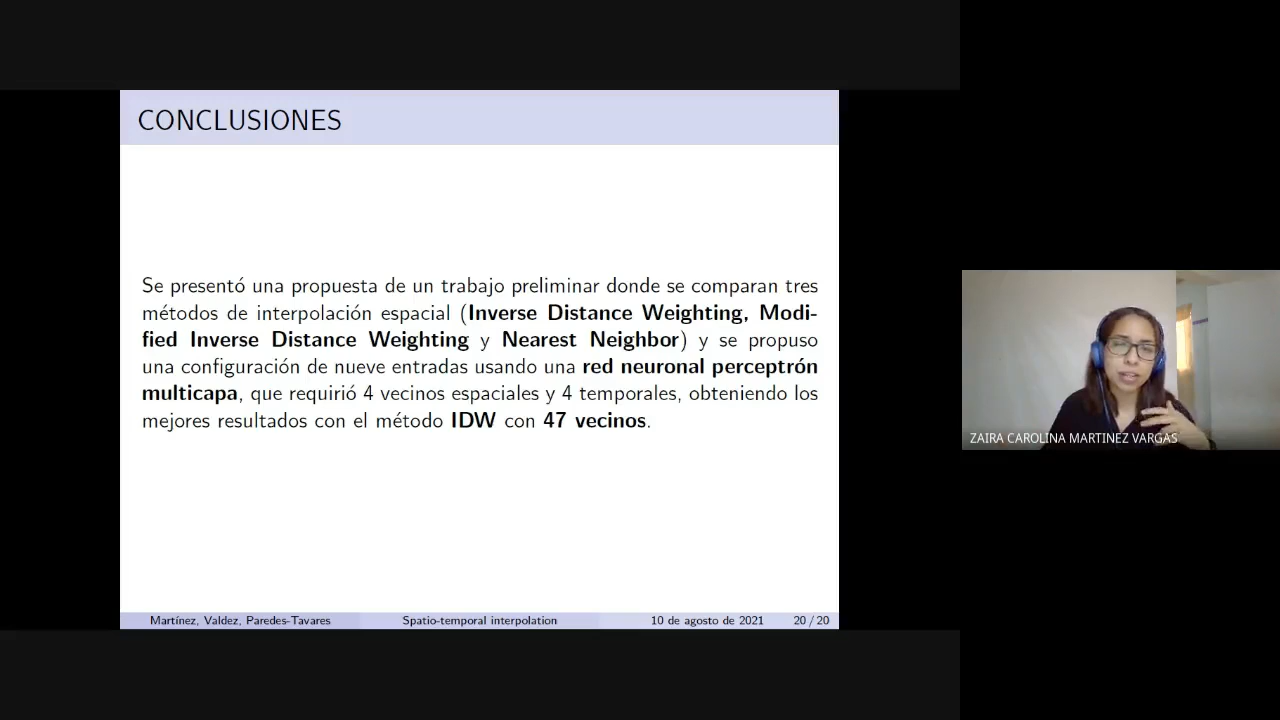 CONCLUSIONES
Se presentó una propuesta de un trabajo preliminar donde se comparan tres
métodos de interpolación espacial (Inverse Distance Weighting, Modi-
fied Inverse Distance Weighting y Nearest Neighbor) y se propuso
una configuración de nueve entradas usando una red neuronal perceptrón
multicapa, que requirió 4 vecinos espaciales y 4 temporales, obteniendo los
mejores resultados con el método IDW con 47 vecinos.
Martínez, Valdez, Paredes-Tavares Spatio-temporal interpolation 10 de agosto de 2021 20 / 20
ZAIRA CAROLINA MARTINEZ VARGAS